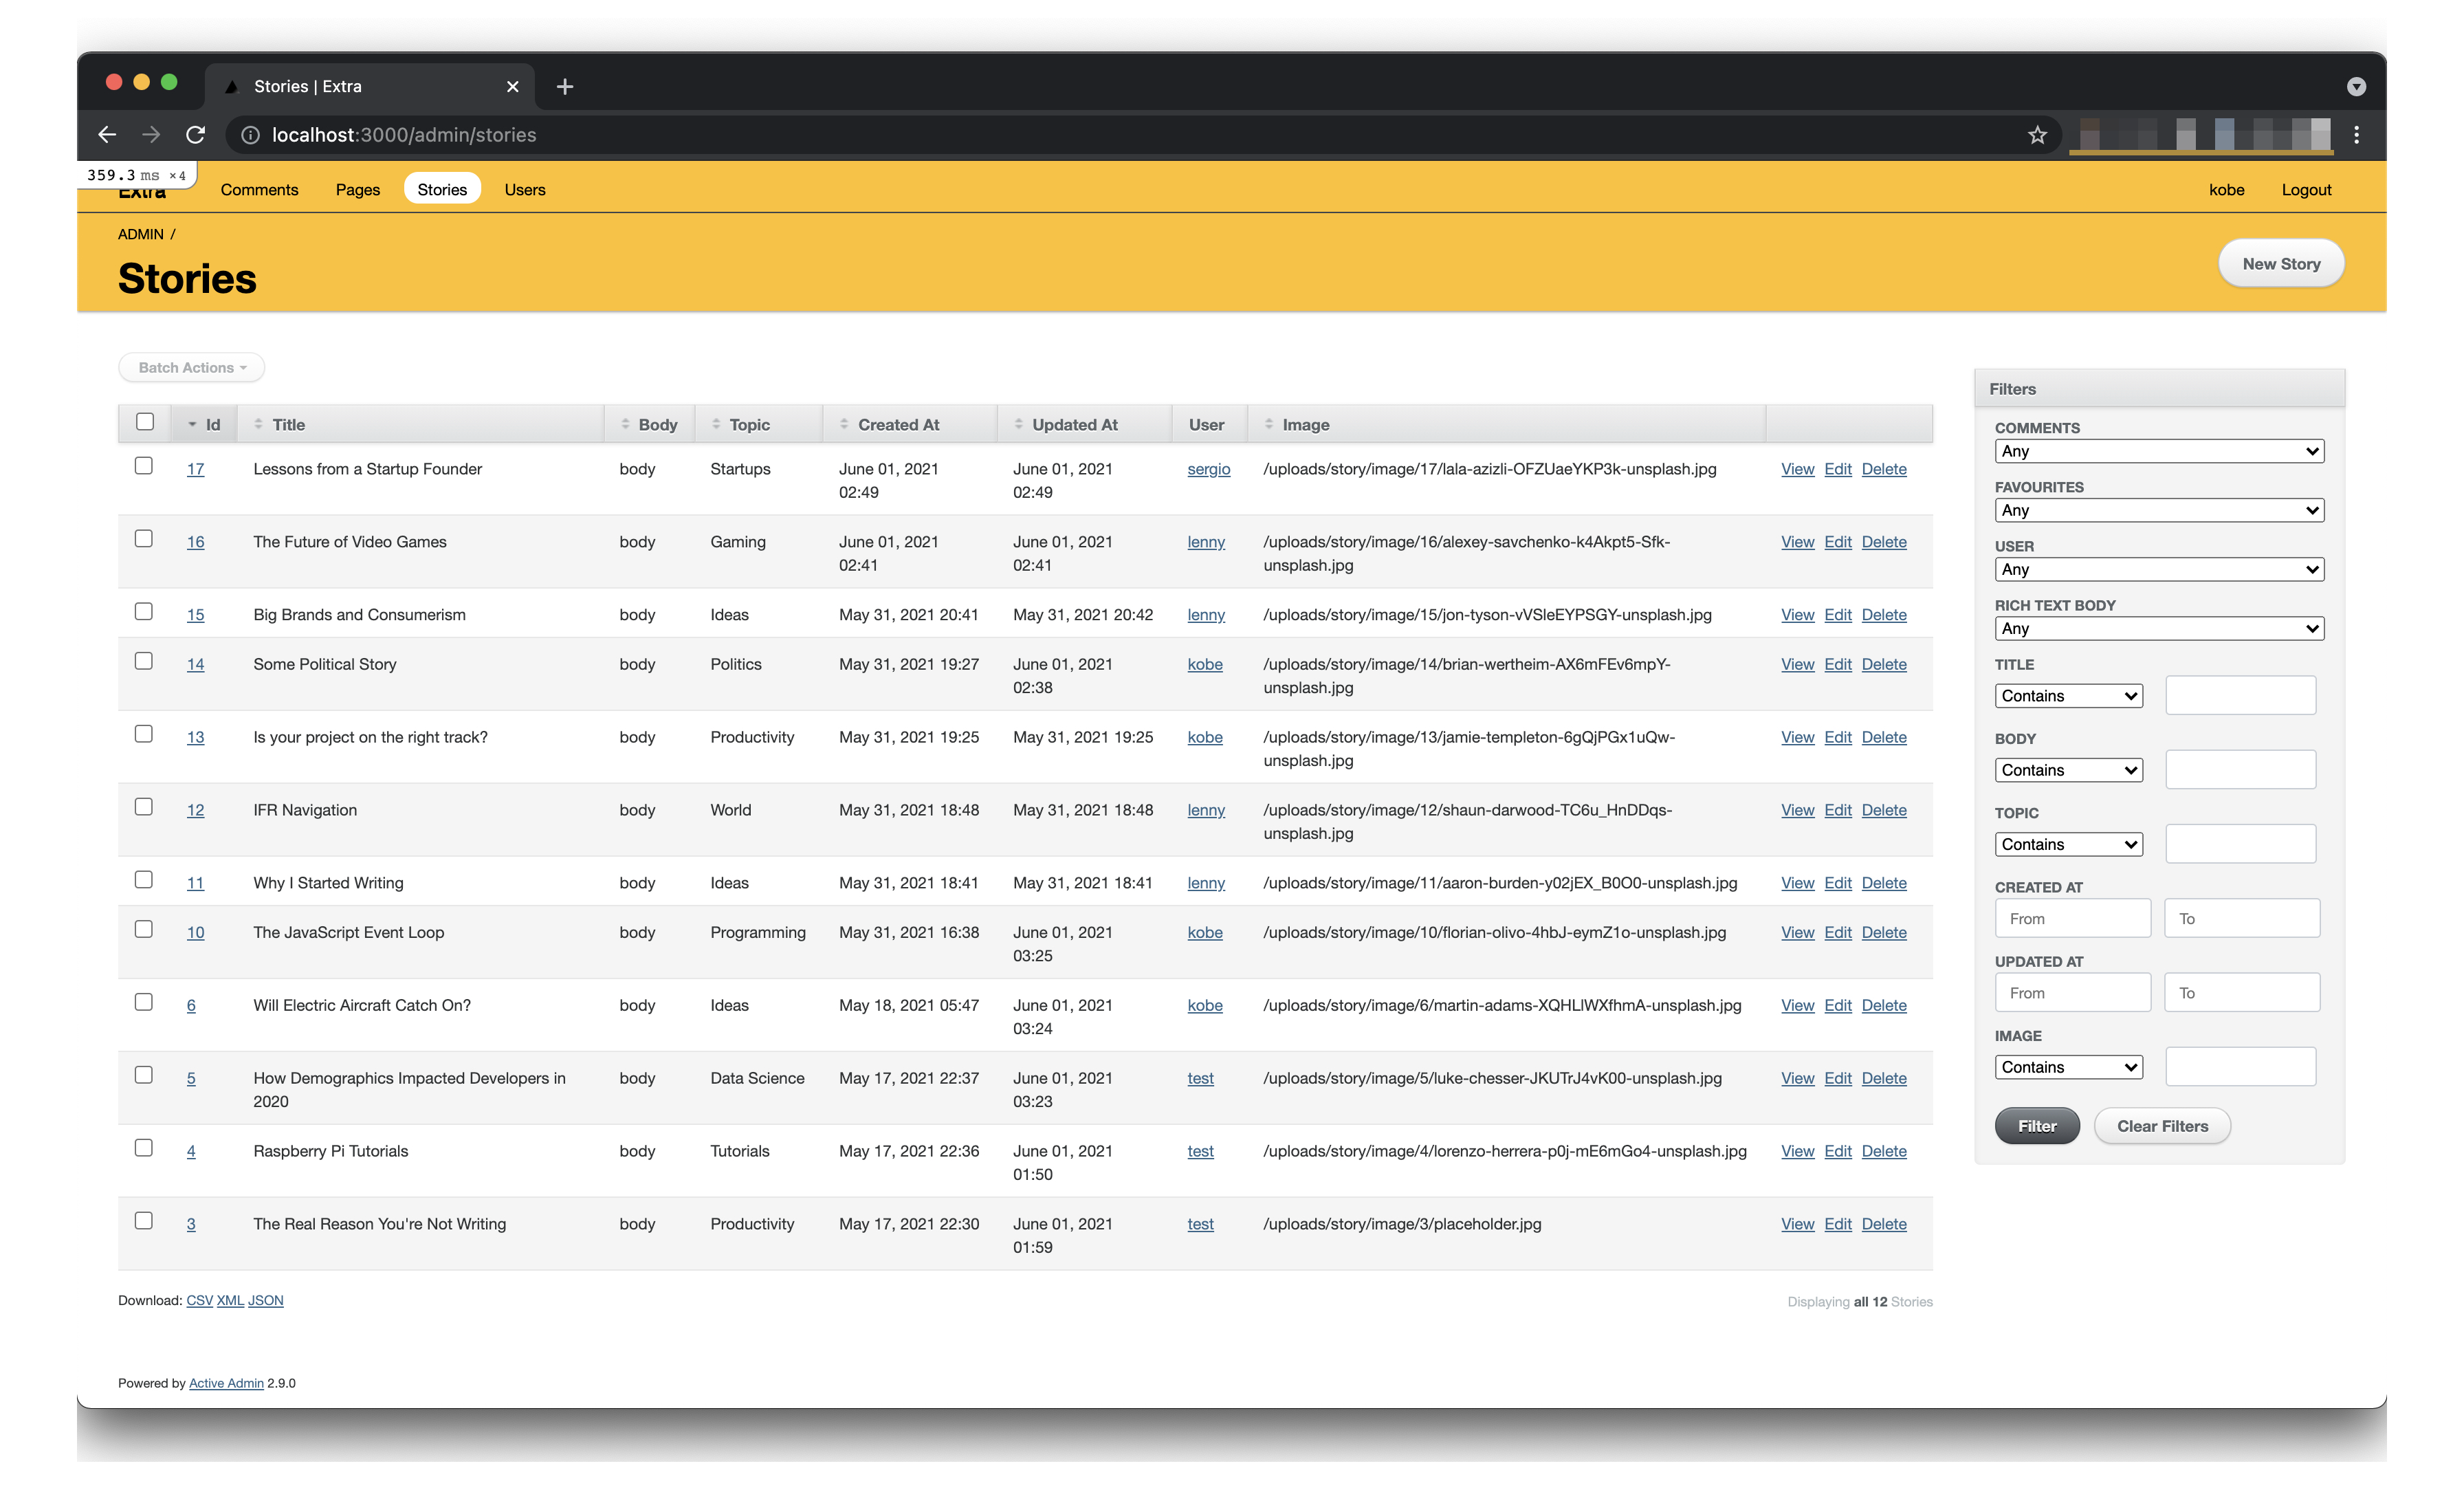 Stories | Extra
localhost:3000/admin/stories
359.3 ms ×4
Extra Comments Pages Stories Users kobe Logout
ADMIN /
Stories
New Story
Batch Actions
Id Title Body Topic Created At Updated At User Image
17 Lessons from a Startup Founder body Startups June 01, 2021 June 01, 2021 sergio /uploads/story/image/17/lala-azizli-OFZUaeYKP3k-unsplash.jpg View Edit Delete
02:49 02:49
16 The Future of Video Games body Gaming June 01, 2021 June 01, 2021 lenny /uploads/story/image/16/alexey-savchenko-k4Akpt5-Sfk- View Edit Delete
02:41 02:41 unsplash.jpg
15 Big Brands and Consumerism body Ideas May 31, 2021 20:41 May 31, 2021 20:42 lenny /uploads/story/image/15/jon-tyson-vVSleEYPSGY-unsplash.jpg View Edit Delete
14 Some Political Story body Politics May 31, 2021 19:27 June 01, 2021 kobe /uploads/story/image/14/brian-wertheim-AX6mFEv6mpY- View Edit Delete
02:38 unsplash.jpg
13 Is your project on the right track? body Productivity May 31, 2021 19:25 May 31, 2021 19:25 kobe /uploads/story/image/13/jamie-templeton-6gQjPGx1uQw- View Edit Delete
unsplash.jpg
12 IFR Navigation body World May 31, 2021 18:48 May 31, 2021 18:48 lenny /uploads/story/image/12/shaun-darwood-TC6u_HnDDqs- View Edit Delete
unsplash.jpg
11 Why I Started Writing body Ideas May 31, 2021 18:41 May 31, 2021 18:41 lenny /uploads/story/image/11/aaron-burden-y02jEX_B0O0-unsplash.jpg View Edit Delete
10 The JavaScript Event Loop body Programming May 31, 2021 16:38 June 01, 2021 kobe /uploads/story/image/10/florian-olivo-4hbJ-eymZ1o-unsplash.jpg View Edit Delete
03:25
6 Will Electric Aircraft Catch On? body Ideas May 18, 2021 05:47 June 01, 2021 kobe /uploads/story/image/6/martin-adams-XQHLlWXfhmA-unsplash.jpg View Edit Delete
03:24
5 How Demographics Impacted Developers in body Data Science May 17, 2021 22:37 June 01, 2021 test /uploads/story/image/5/luke-chesser-JKUTrJ4vK00-unsplash.jpg View Edit Delete
2020 03:23
4 Raspberry Pi Tutorials body Tutorials May 17, 2021 22:36 June 01, 2021 test /uploads/story/image/4/lorenzo-herrera-p0j-mE6mGo4-unsplash.jpg View Edit Delete
01:50
3 The Real Reason You're Not Writing body Productivity May 17, 2021 22:30 June 01, 2021 test /uploads/story/image/3/placeholder.jpg View Edit Delete
01:59
Download: CSV XML JSON
Displaying all 12 Stories
Filters
COMMENTS
Any
FAVOURITES
Any
USER
Any
RICH TEXT BODY
Any
TITLE
Contains
BODY
Contains
TOPIC
Contains
CREATED AT
From To
UPDATED AT
From To
IMAGE
Contains
Filter Clear Filters
Powered by Active Admin 2.9.0